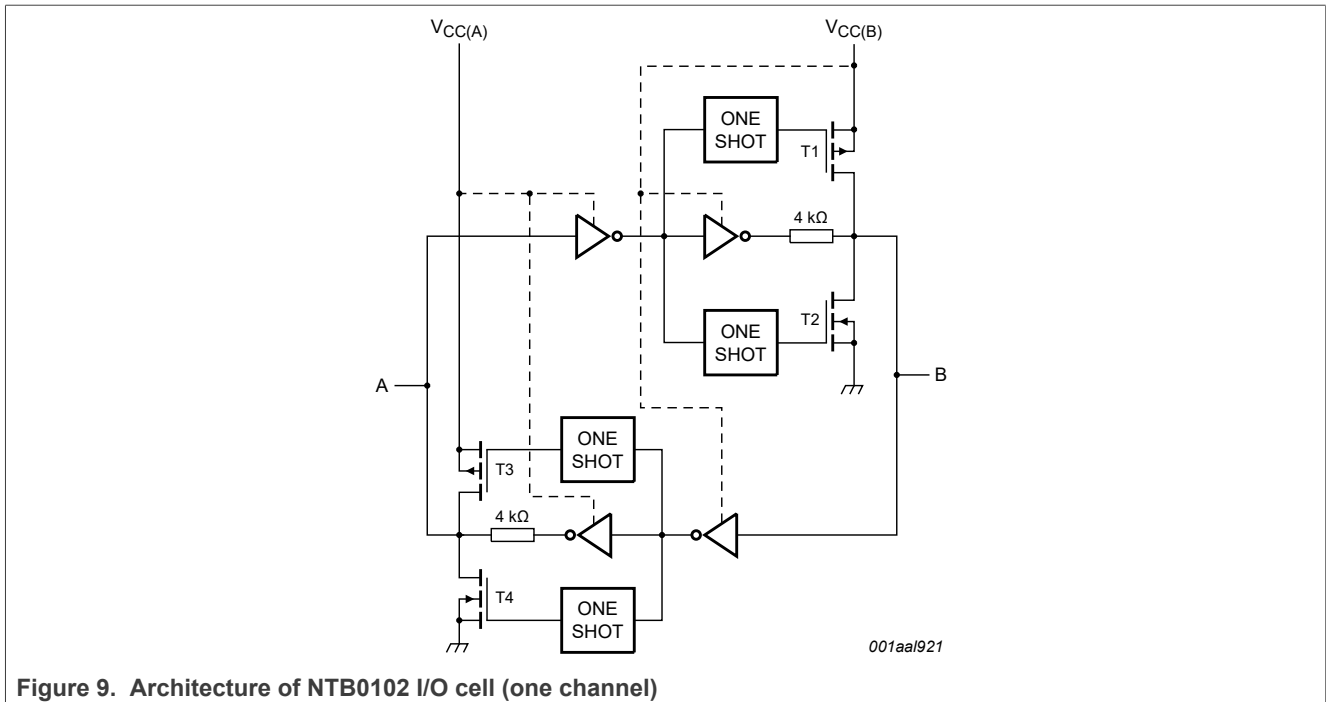 VCC(A)
VCC(B)
ONE
SHOT
T1
4 kΩ
ONE
SHOT
T2
A
B
ONE
SHOT
T3
4 kΩ
T4
ONE
SHOT
001aal921
Figure 9. Architecture of NTB0102 I/O cell (one channel)